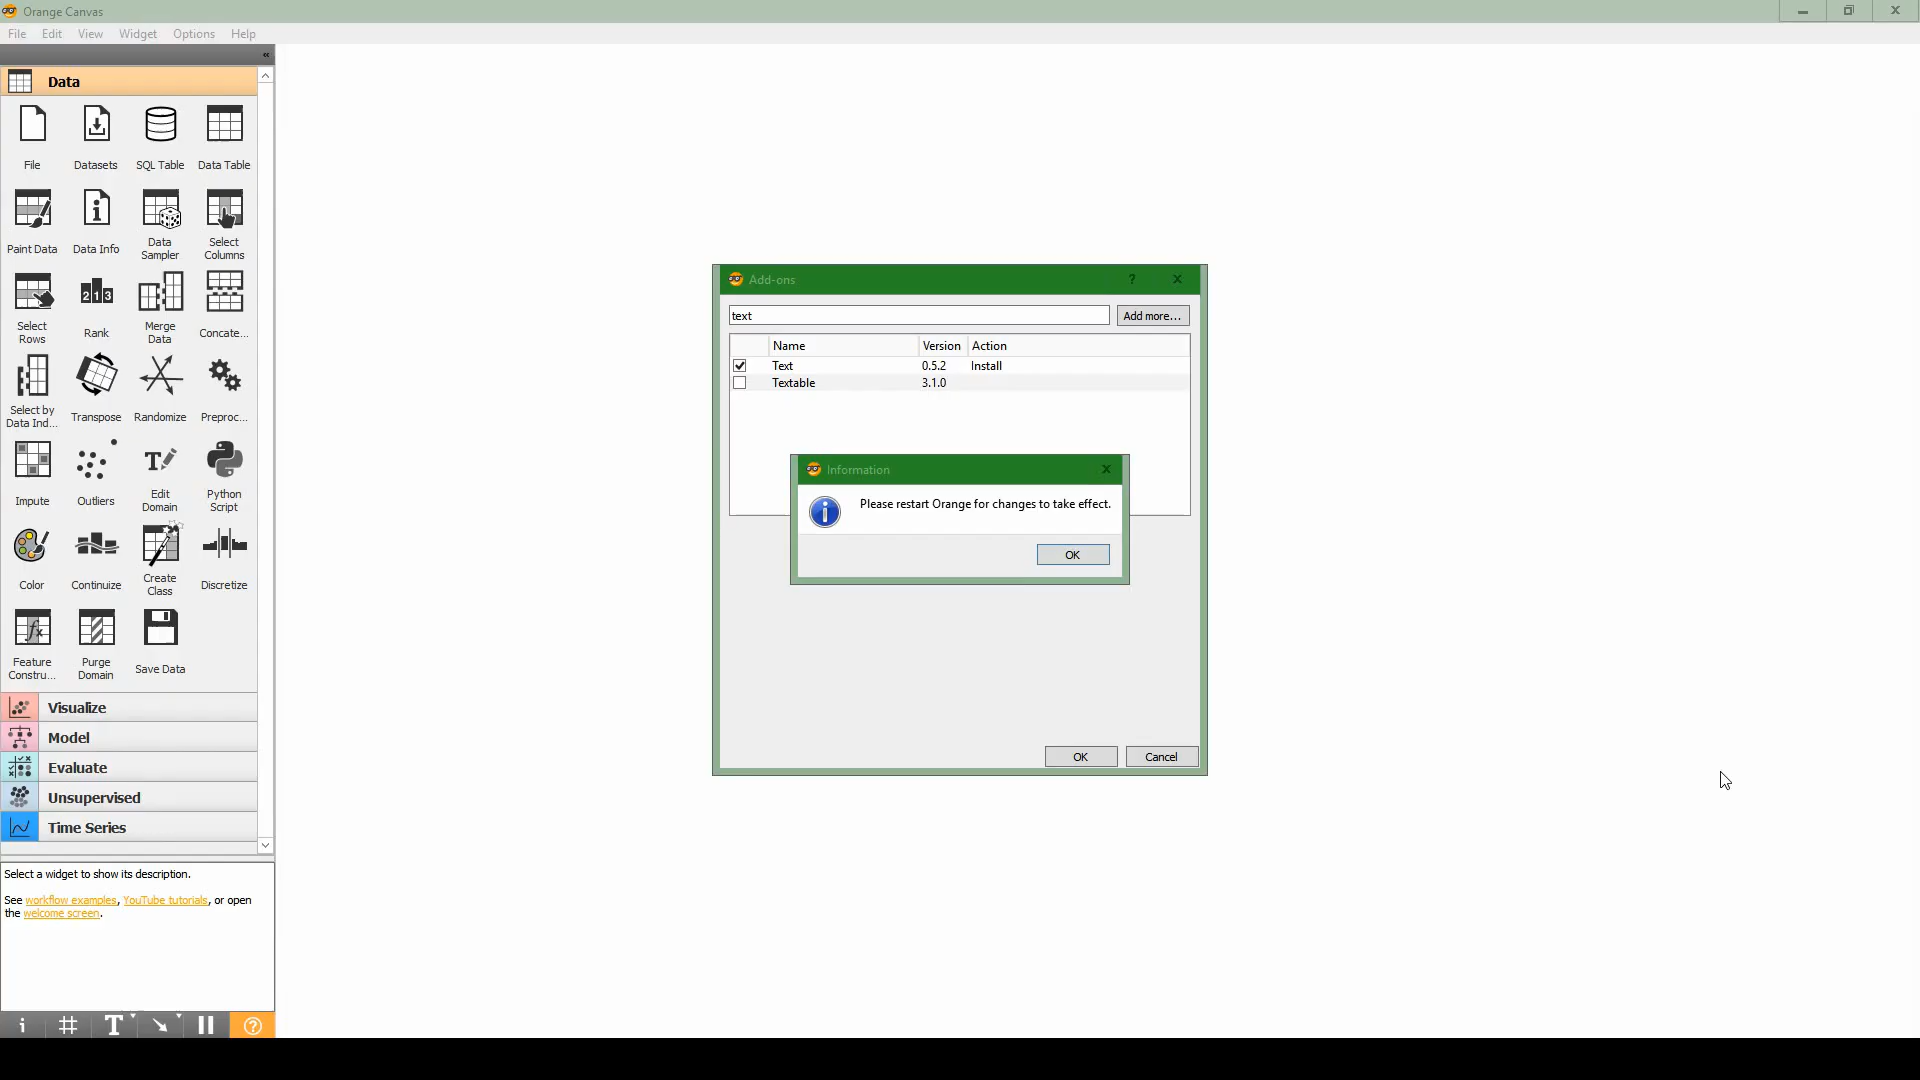 Orange Canvas
File Edit View Widget Options Help
Data
File Datasets SQL Table Data Table
Paint Data Data Info Data Sampler Select Columns
Select Rows Rank Merge Data Concate...
Select by Data Ind... Transpose Randomize Preproc...
Impute Outliers Edit Domain Python Script
Color Continuize Create Class Discretize
Feature Constru... Purge Domain Save Data
Visualize
Model
Evaluate
Unsupervised
Time Series
Select a widget to show its description.
See workflow examples, YouTube tutorials, or open
the welcome screen.
Add-ons
text Add more...
Name Version Action
Text 0.5.2 Install
Textable 3.1.0
Information
Please restart Orange for changes to take effect.
OK
OK Cancel